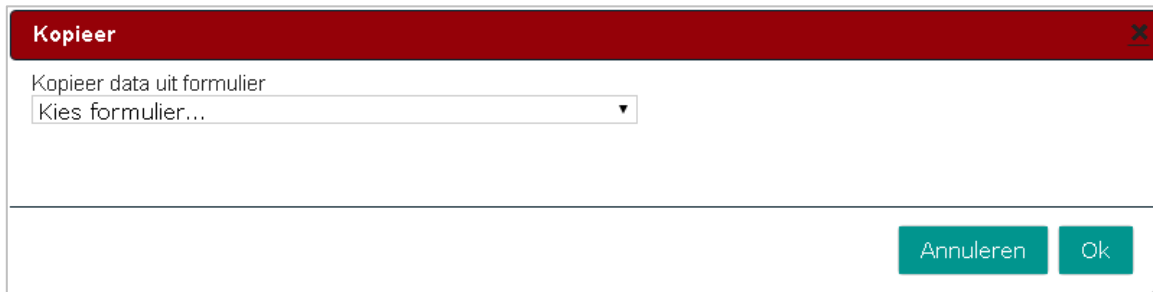 Kopieer
Kopieer data uit formulier
Kies formulier...
Annuleren Ok